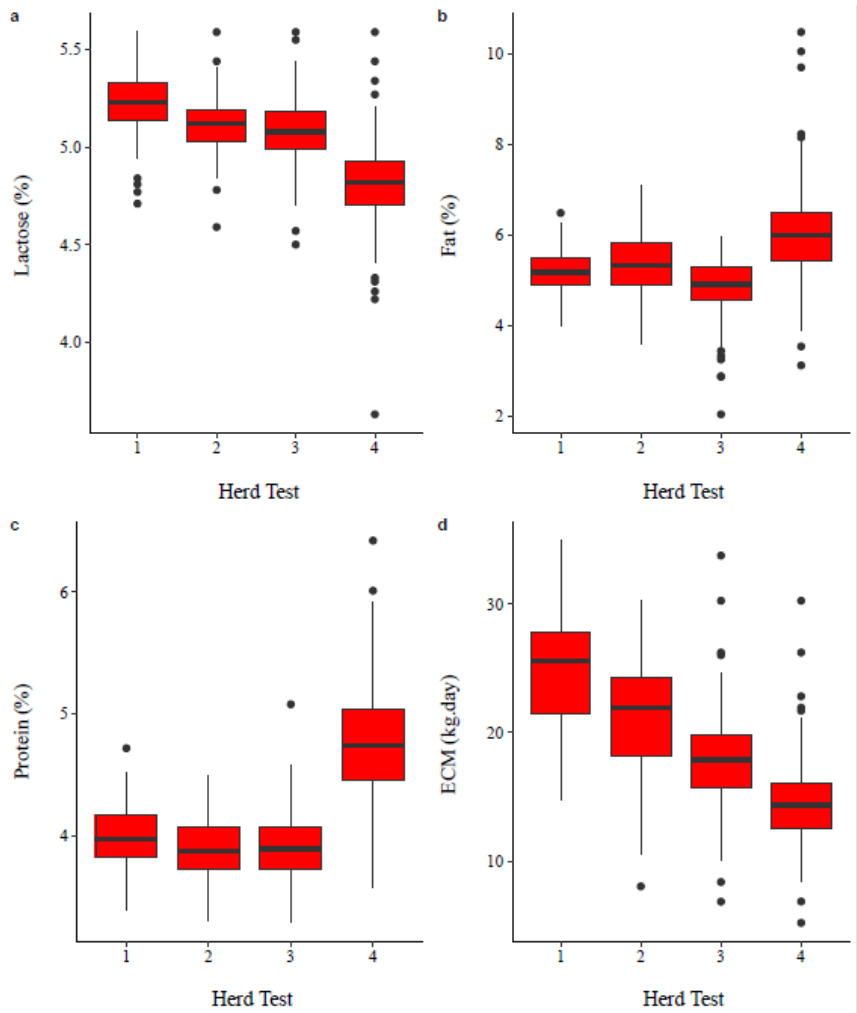 a
Lactose (%)
5.5
5.0
4.5
4.0
1 2 3 4
Herd Test
b
Fat (%)
10
8
6
4
2
1 2 3 4
Herd Test
c
Protein (%)
6
5
4
1 2 3 4
Herd Test
d
ECM (kg.day)
30
20
10
1 2 3 4
Herd Test